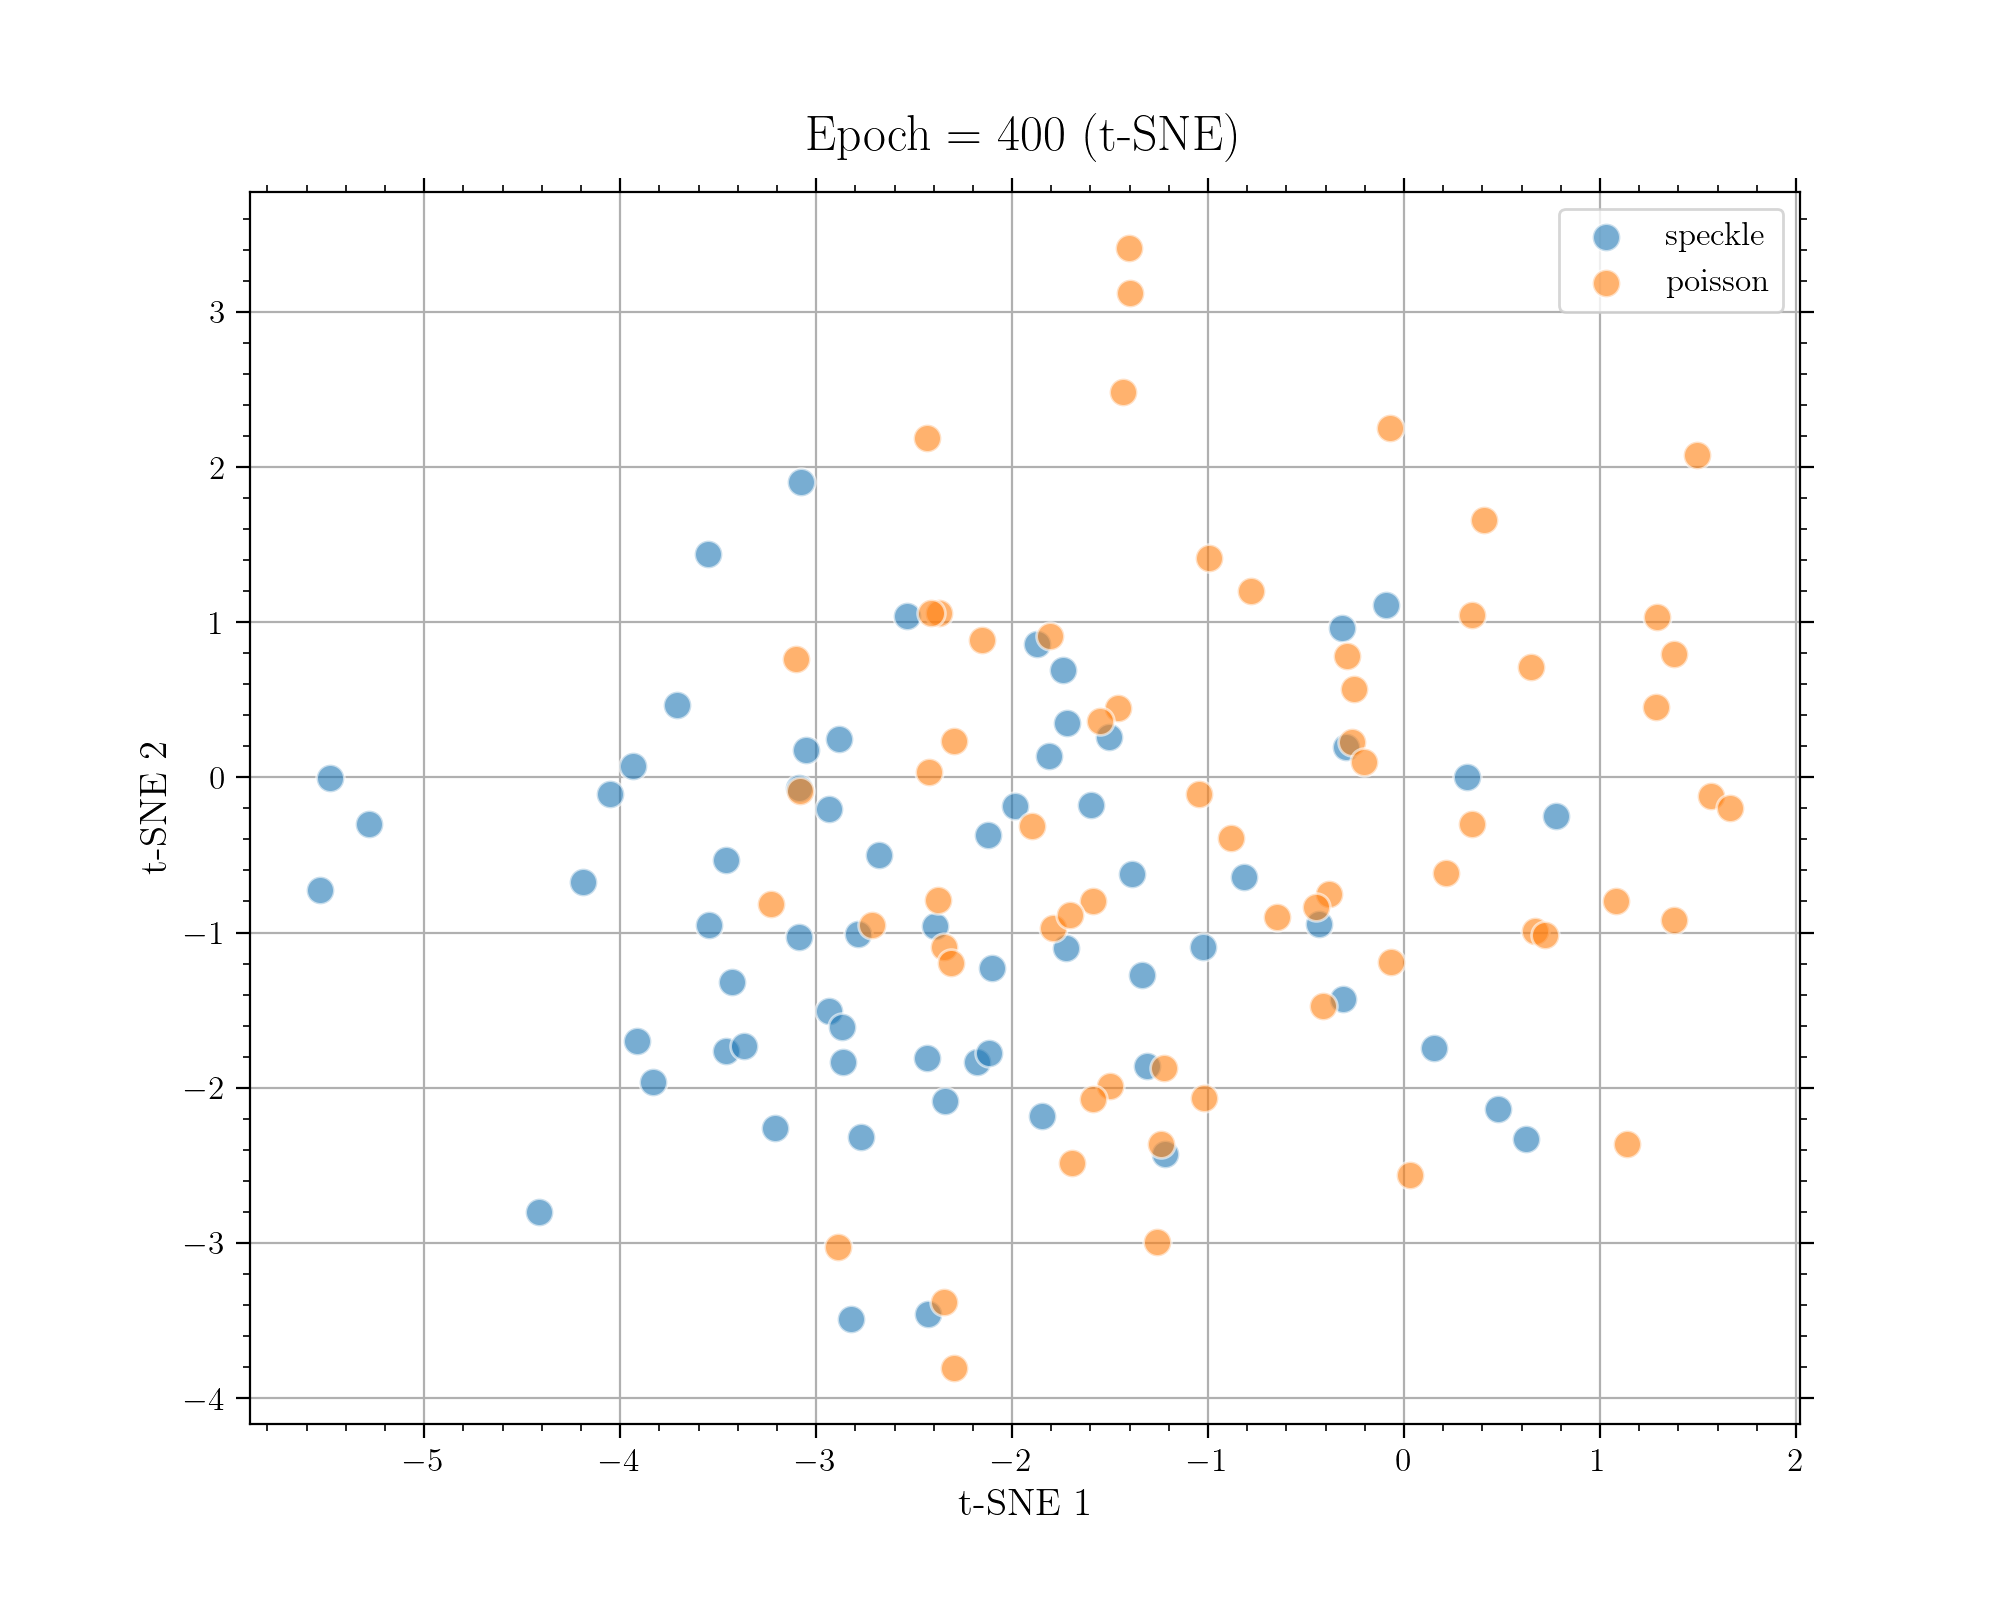 Epoch = 400 (t-SNE)
speckle
poisson
3
2
1
0
−1
−2
−3
−4
t-SNE 2
−5 −4 −3 −2 −1 0 1 2
t-SNE 1